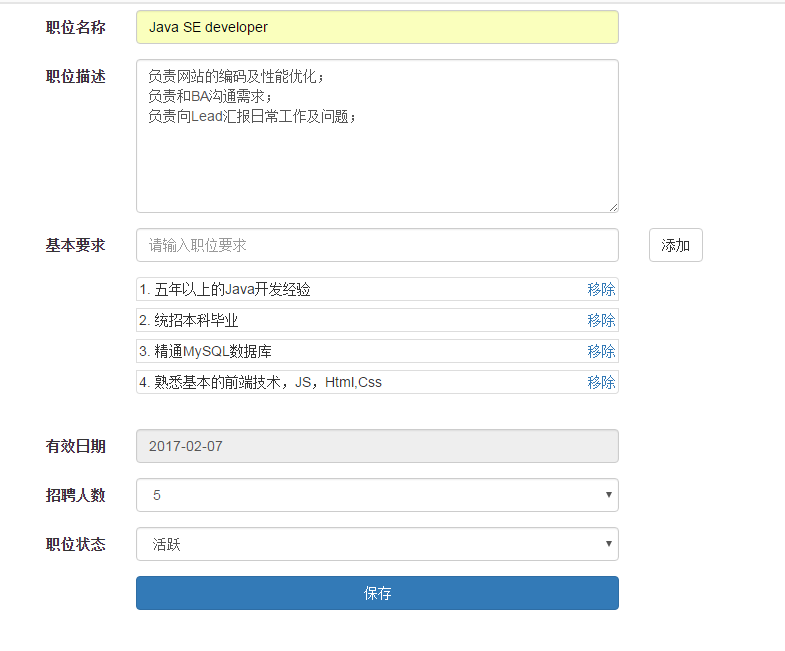 职位名称 Java SE developer
职位描述 负责网站的编码及性能优化；
负责和BA沟通需求；
负责向Lead汇报日常工作及问题；
基本要求 请输入职位要求 添加
1. 五年以上的Java开发经验 移除
2. 统招本科毕业 移除
3. 精通MySQL数据库 移除
4. 熟悉基本的前端技术，JS，Html,Css 移除
有效日期 2017-02-07
招聘人数 5
职位状态 活跃
保存